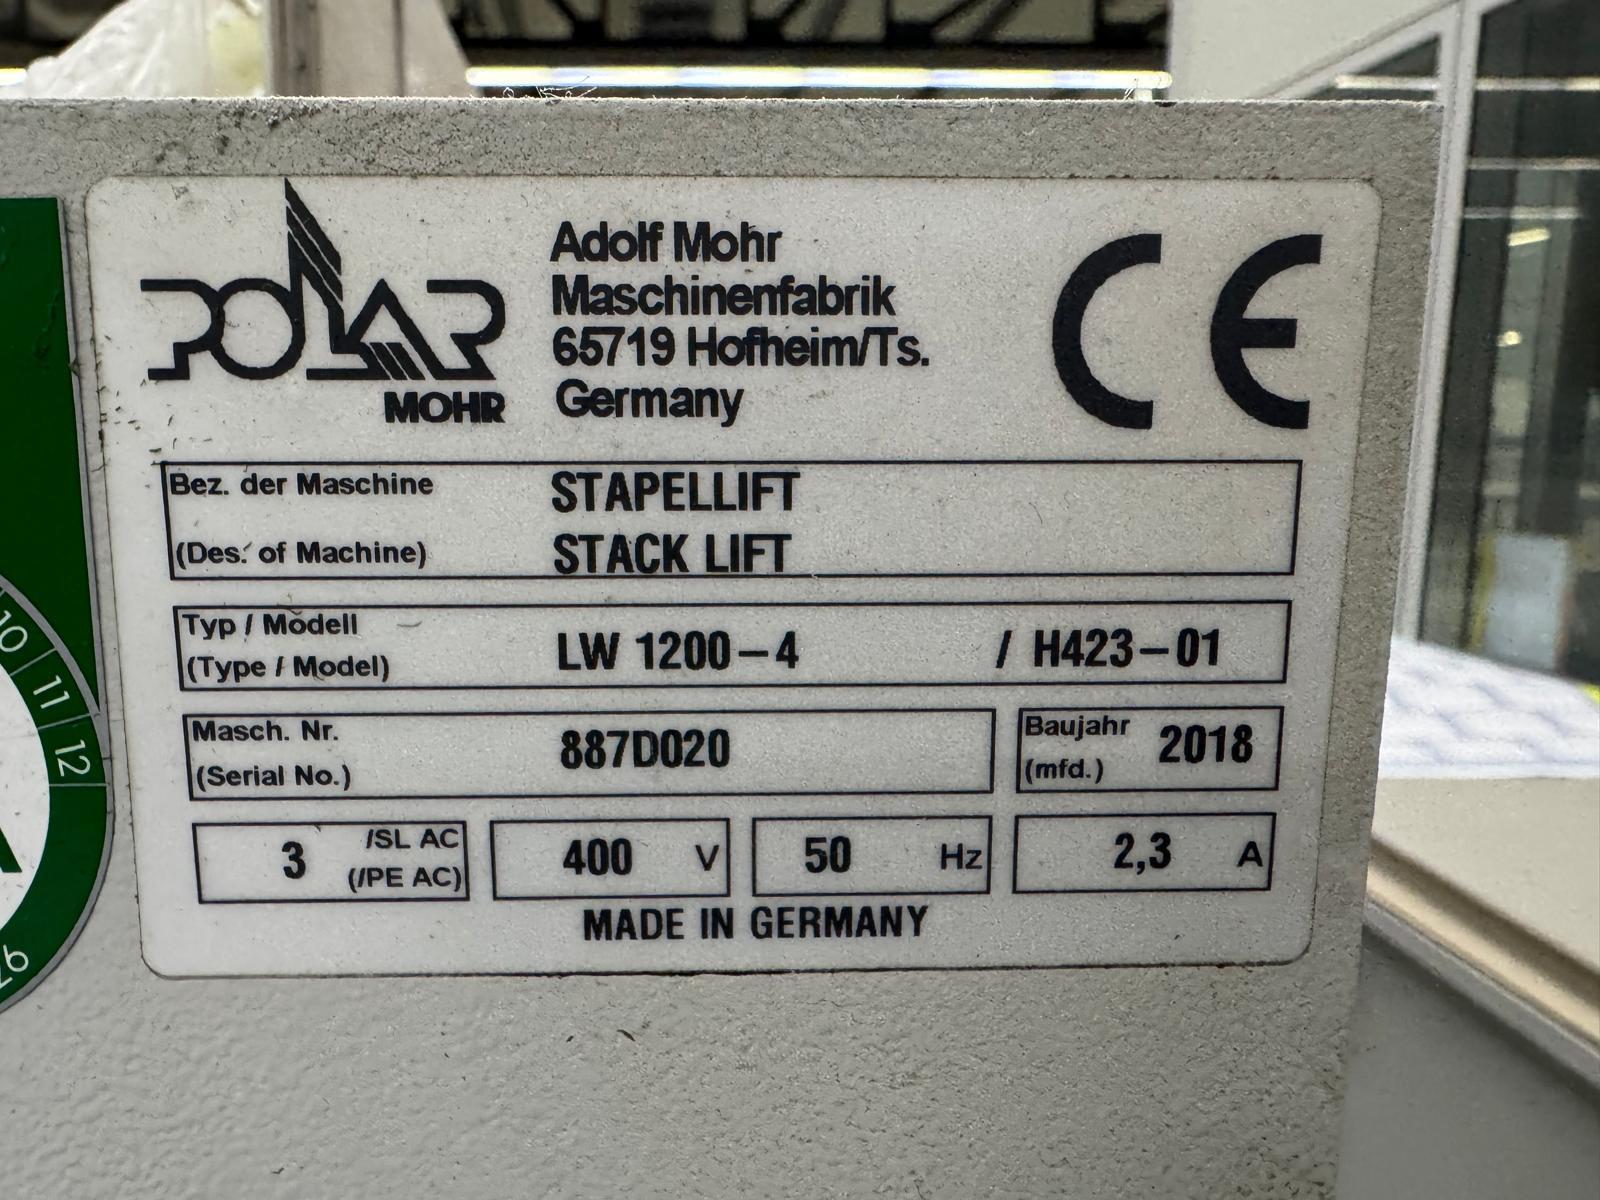 10
11
12
26
POLAR
MOHR
Adolf Mohr
Maschinenfabrik
65719 Hofheim/Ts.
Germany
CE
Bez. der Maschine STAPELLIFT
(Des. of Machine) STACK LIFT
Typ / Modell
(Type / Model) LW 1200-4 / H423-01
Masch. Nr.
(Serial No.) 887D020
Baujahr
(mfd.) 2018
3 /SL AC
(/PE AC)
400 V
50 Hz
2,3 A
MADE IN GERMANY